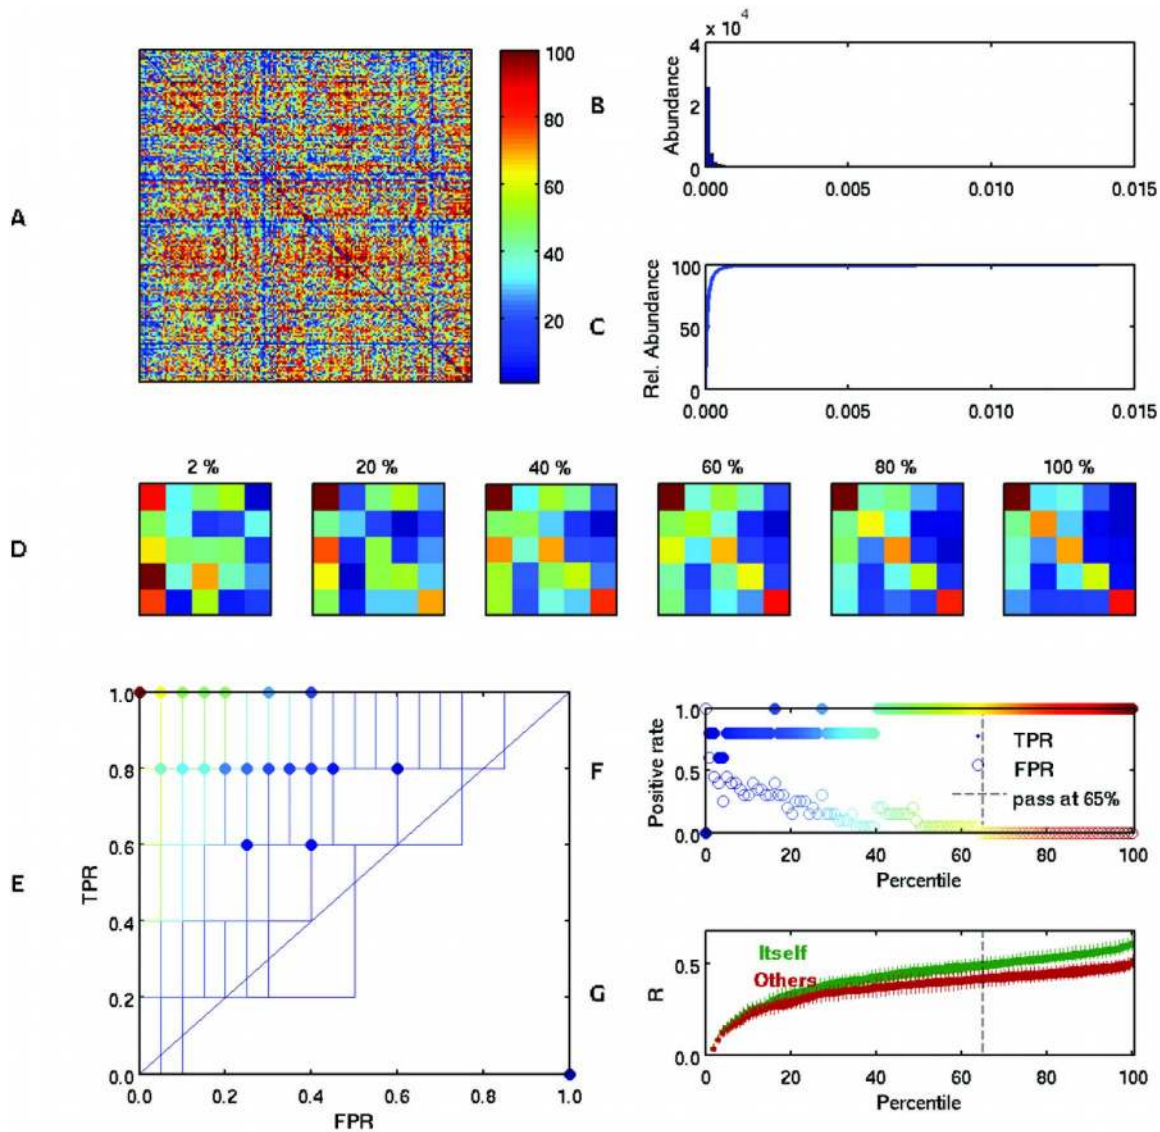 A
100
80
60
40
20
B
× 10⁴
4
2
0
Abundance
0.000
0.005
0.010
0.015
C
100
50
0
Rel. Abundance
0.000
0.005
0.010
0.015
D
2 %
20 %
40 %
60 %
80 %
100 %
E
1.0
0.8
0.6
0.4
0.2
0.0
TPR
0.0
0.2
0.4
0.6
0.8
1.0
FPR
F
1.0
0.5
0.0
Positive rate
TPR
FPR
pass at 65%
0
20
40
60
80
100
Percentile
G
0.5
0.0
R
Itself
Others
0
20
40
60
80
100
Percentile